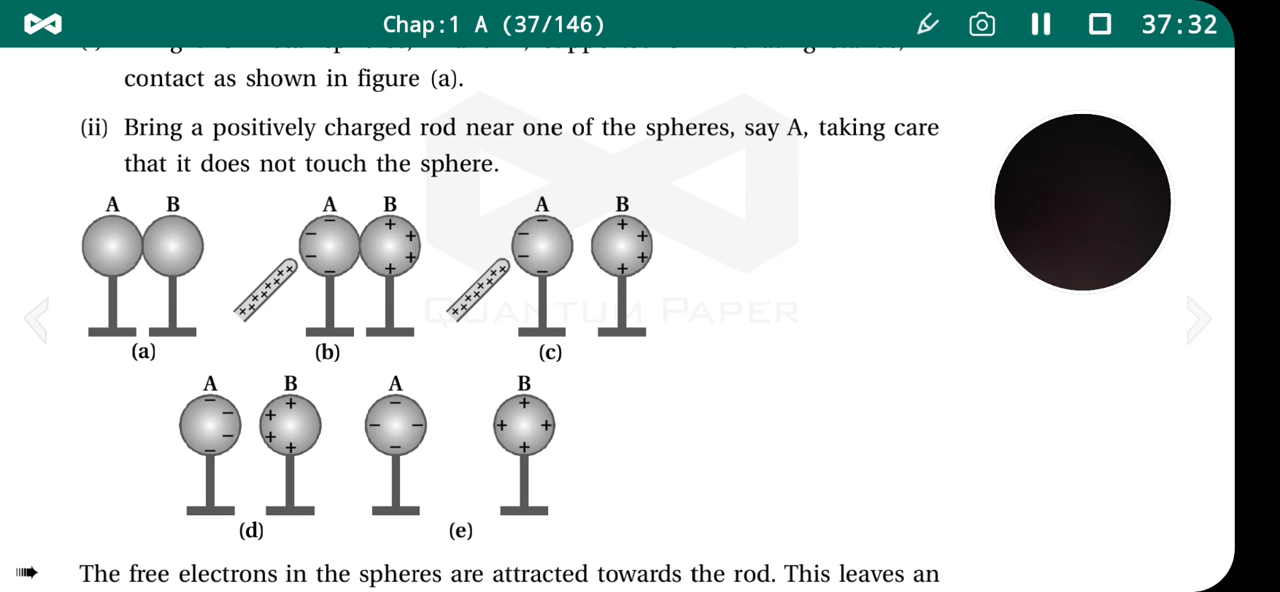 Chap:1 A (37/146)
37:32
contact as shown in figure (a).
(ii) Bring a positively charged rod near one of the spheres, say A, taking care
that it does not touch the sphere.
A B A B A B
QUANTUM PAPER
(a) (b) (c)
A B A B
(d) (e)
The free electrons in the spheres are attracted towards the rod. This leaves an